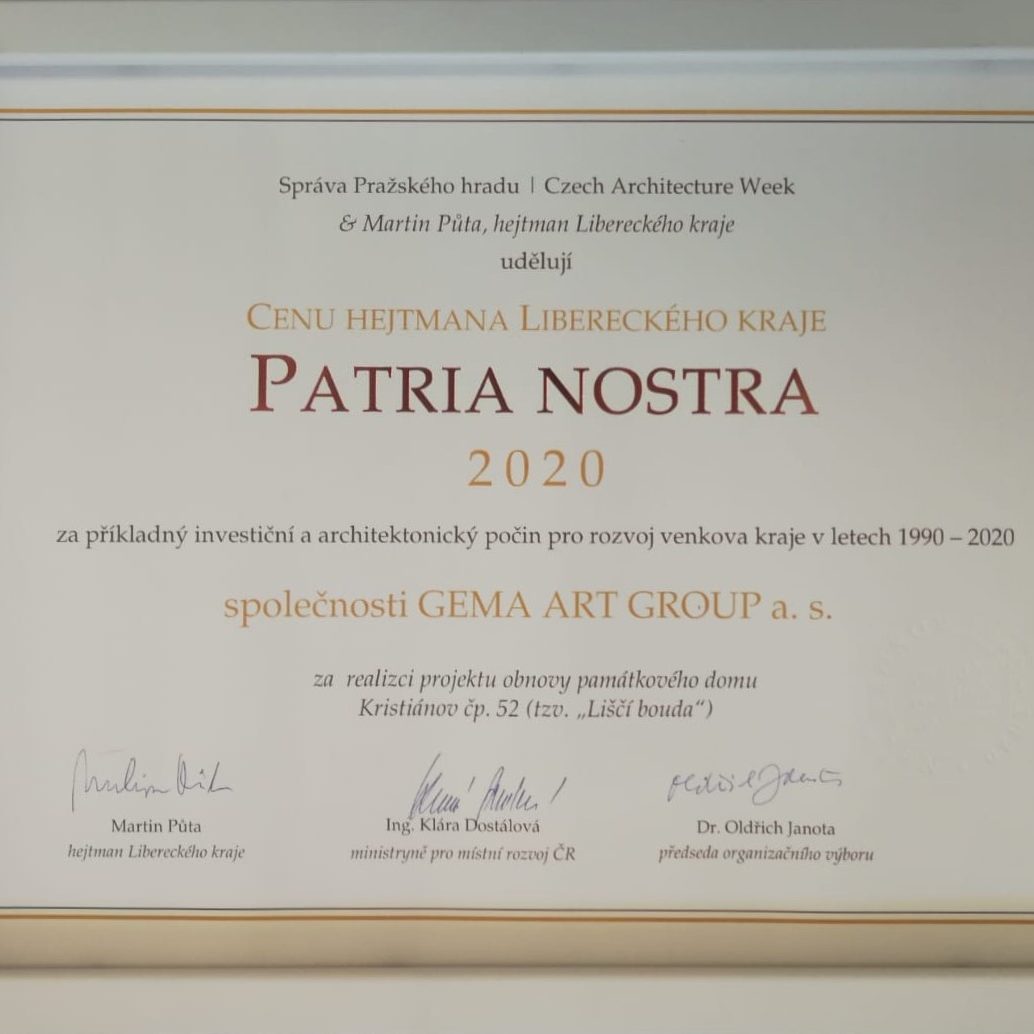 Správa Pražského hradu | Czech Architecture Week
& Martin Půta, hejtman Libereckého kraje
udělují
CENU HEJTMANA LIBERECKÉHO KRAJE
PATRIA NOSTRA
2020
za příkladný investiční a architektonický počin pro rozvoj venkova kraje v letech 1990 – 2020
společnosti GEMA ART GROUP a. s.
za realizci projektu obnovy památkového domu
Kristiánov čp. 52 (tzv. „Liščí bouda“)
Martin Půta
hejtman Libereckého kraje
Ing. Klára Dostálová
ministryně pro místní rozvoj ČR
Dr. Oldřich Janota
předseda organizačního výboru